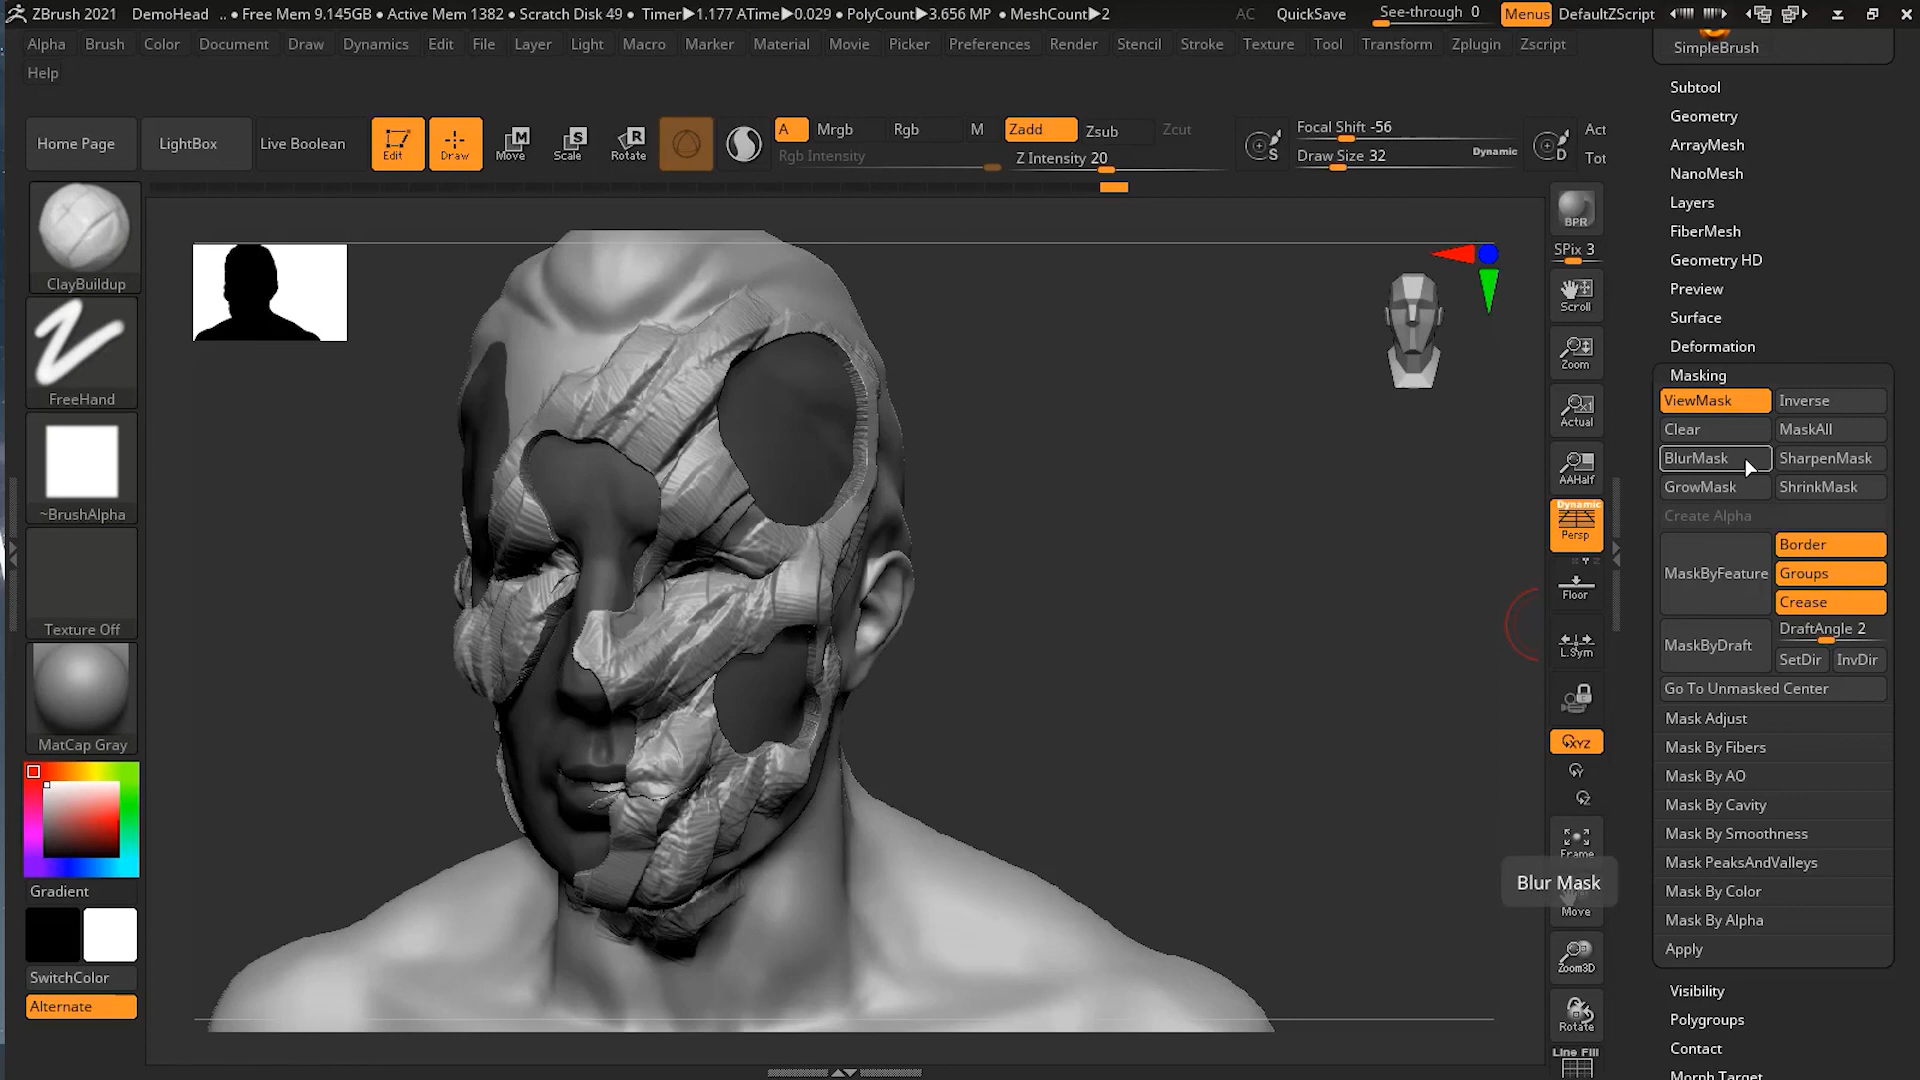 ZBrush 2021 DemoHead .. ● Free Mem 9.145GB ● Active Mem 1382 ● Scratch Disk 49 ● Timer▶1.177 ATime▶0.029 ● PolyCount▶3.656 MP ● MeshCount▶2 AC QuickSave See-through 0 Menus DefaultZScript
Alpha Brush Color Document Draw Dynamics Edit File Layer Light Macro Marker Material Movie Picker Preferences Render Stencil Stroke Texture Tool Transform Zplugin Zscript
Help
Home Page LightBox Live Boolean Edit Draw Move Scale Rotate
A Mrgb Rgb M Zadd Zsub Zcut
Rgb Intensity Z Intensity 20
S Focal Shift -56
Draw Size 32 Dynamic D
Act
Tot
ClayBuildup
FreeHand
~BrushAlpha
Texture Off
MatCap Gray
Gradient
SwitchColor
Alternate
BPR
SPix 3
Scroll
Zoom
Actual
AAHalf
Dynamic
Persp
Floor
L.Sym
XYZ
Y
Z
Frame
Move
Zoom3D
Rotate
Line Fill
Blur Mask
SimpleBrush
Subtool
Geometry
ArrayMesh
NanoMesh
Layers
FiberMesh
Geometry HD
Preview
Surface
Deformation
Masking
ViewMask Inverse
Clear MaskAll
BlurMask SharpenMask
GrowMask ShrinkMask
Create Alpha
MaskByFeature Border
Groups
Crease
MaskByDraft DraftAngle 2
SetDir InvDir
Go To Unmasked Center
Mask Adjust
Mask By Fibers
Mask By AO
Mask By Cavity
Mask By Smoothness
Mask PeaksAndValleys
Mask By Color
Mask By Alpha
Apply
Visibility
Polygroups
Contact
Morph Target